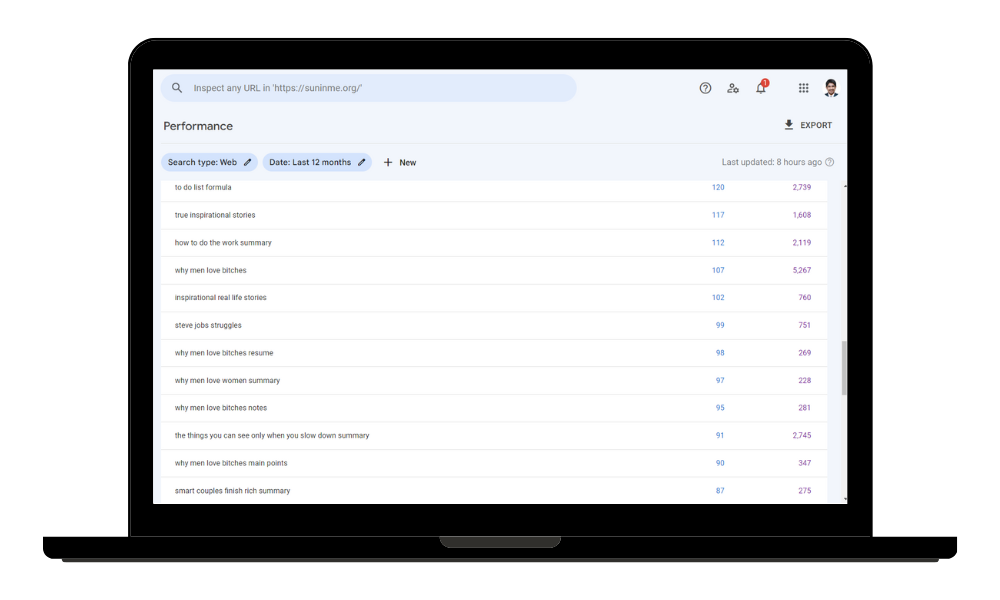 Inspect any URL in 'https://suninme.org/'
1
Performance
EXPORT
Search type: Web
Date: Last 12 months
+ New
Last updated: 8 hours ago
to do list formula 120 2,739
true inspirational stories 117 1,608
how to do the work summary 112 2,119
why men love bitches 107 5,267
inspirational real life stories 102 760
steve jobs struggles 99 751
why men love bitches resume 98 269
why men love women summary 97 228
why men love bitches notes 95 281
the things you can see only when you slow down summary 91 2,745
why men love bitches main points 90 347
smart couples finish rich summary 87 275